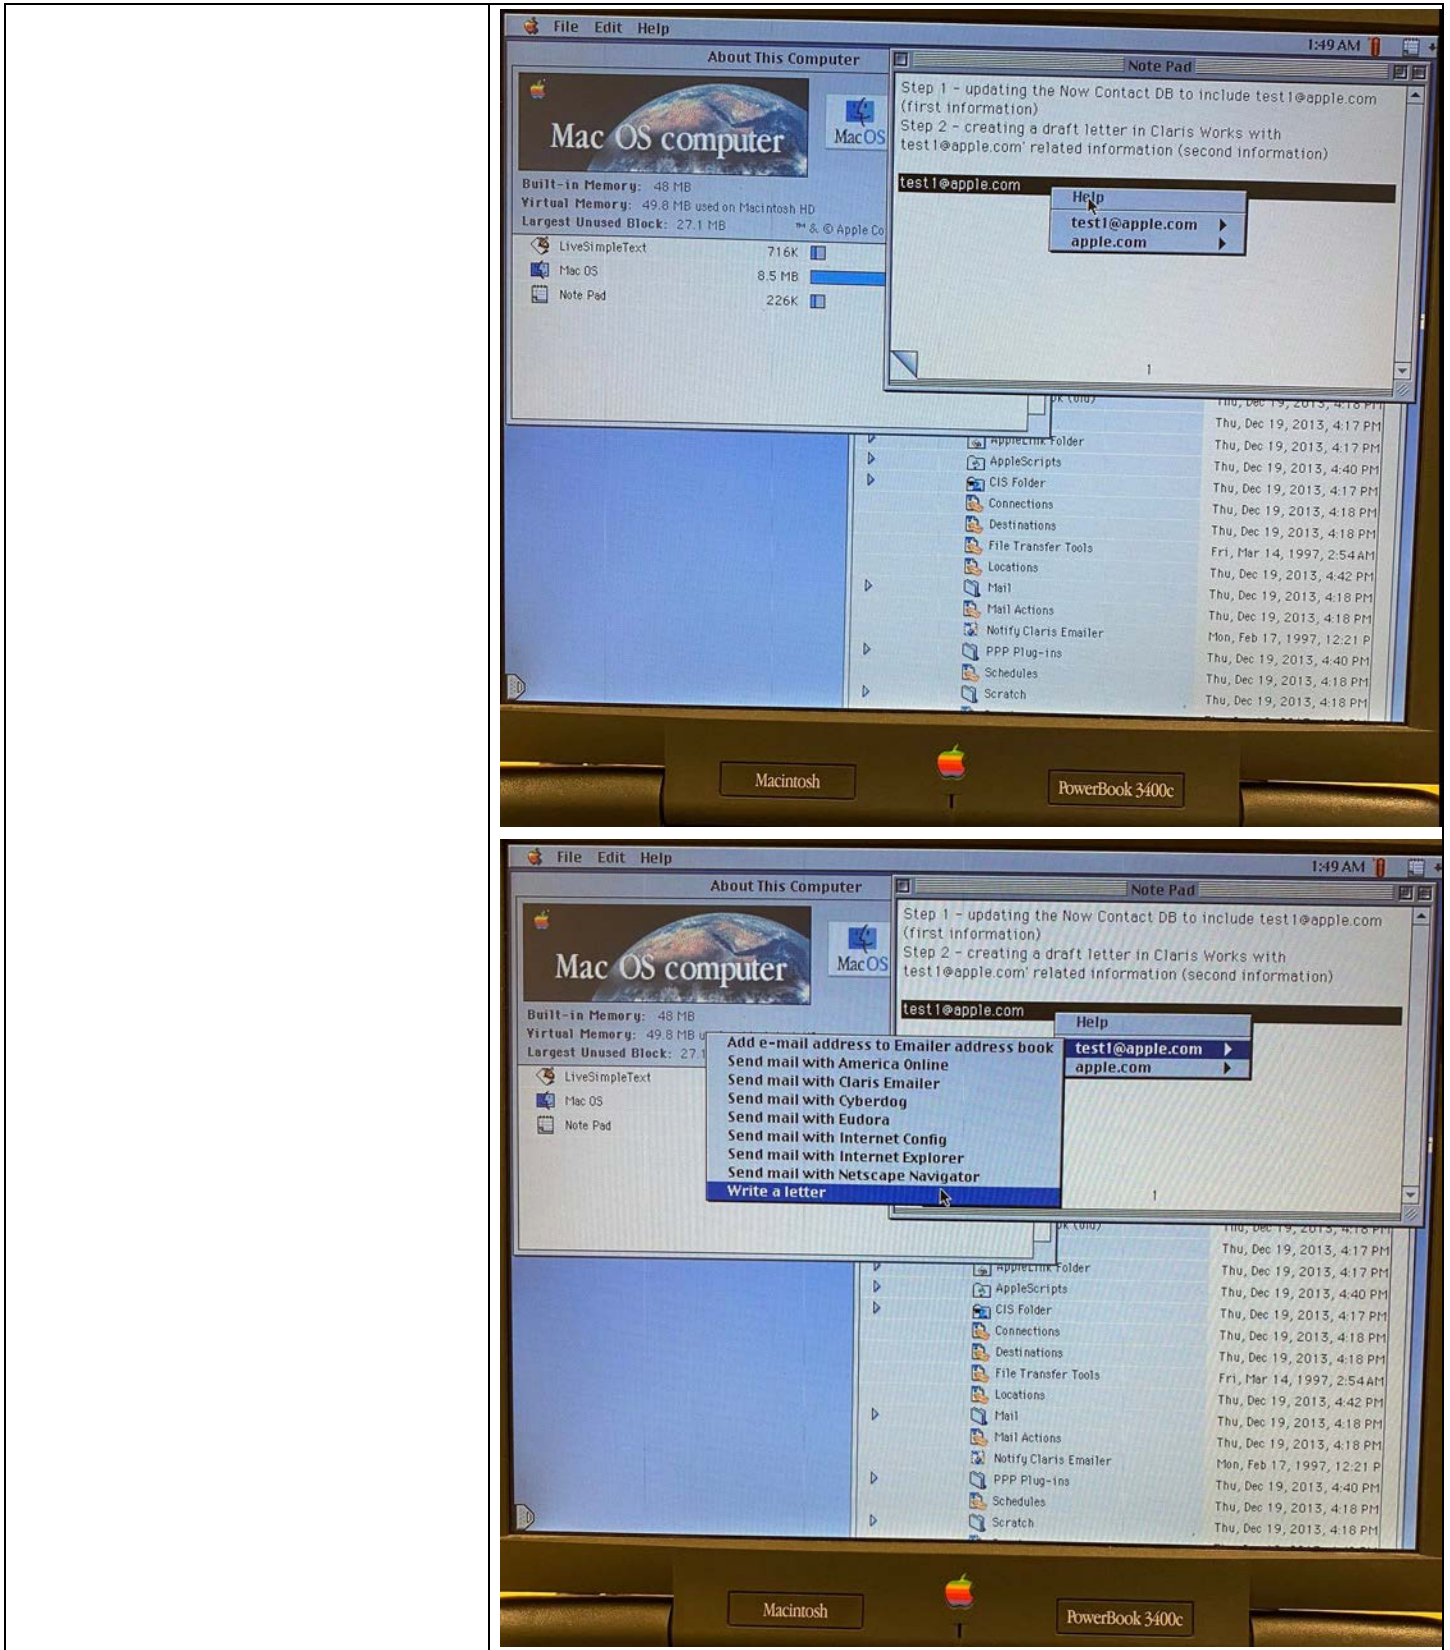 File Edit Help
1:49 AM
About This Computer
Note Pad
Mac OS computer
Mac OS
Step 1 - updating the Now Contact DB to include test1@apple.com
(first information)
Step 2 - creating a draft letter in Claris Works with
test1@apple.com' related information (second information)
test1@apple.com
Help
test1@apple.com
apple.com
Built-in Memory: 48 MB
Virtual Memory: 49.8 MB used on Macintosh HD
Largest Unused Block: 27.1 MB
™ & © Apple Co
LiveSimpleText 716K
Mac OS 8.5 MB
Note Pad 226K
1
Thu, Dec 19, 2013, 4:18 PM
Thu, Dec 19, 2013, 4:17 PM
AppleLink Folder Thu, Dec 19, 2013, 4:17 PM
AppleScripts Thu, Dec 19, 2013, 4:40 PM
CIS Folder Thu, Dec 19, 2013, 4:17 PM
Connections Thu, Dec 19, 2013, 4:18 PM
Destinations Thu, Dec 19, 2013, 4:18 PM
File Transfer Tools Fri, Mar 14, 1997, 2:54 AM
Locations Thu, Dec 19, 2013, 4:42 PM
Mail Thu, Dec 19, 2013, 4:18 PM
Mail Actions Thu, Dec 19, 2013, 4:18 PM
Notify Claris Emailer Mon, Feb 17, 1997, 12:21 P
PPP Plug-ins Thu, Dec 19, 2013, 4:40 PM
Schedules Thu, Dec 19, 2013, 4:18 PM
Scratch Thu, Dec 19, 2013, 4:18 PM
Macintosh
PowerBook 3400c
File Edit Help
1:49 AM
About This Computer
Note Pad
Mac OS computer
Mac OS
Step 1 - updating the Now Contact DB to include test1@apple.com
(first information)
Step 2 - creating a draft letter in Claris Works with
test1@apple.com' related information (second information)
test1@apple.com
Help
test1@apple.com
apple.com
Built-in Memory: 48 MB
Virtual Memory: 49.8 MB u
Largest Unused Block: 27.1
LiveSimpleText
Mac OS
Note Pad
Add e-mail address to Emailer address book
Send mail with America Online
Send mail with Claris Emailer
Send mail with Cyberdog
Send mail with Eudora
Send mail with Internet Config
Send mail with Internet Explorer
Send mail with Netscape Navigator
Write a letter
1
Thu, Dec 19, 2013, 4:18 PM
Thu, Dec 19, 2013, 4:17 PM
AppleLink Folder Thu, Dec 19, 2013, 4:17 PM
AppleScripts Thu, Dec 19, 2013, 4:40 PM
CIS Folder Thu, Dec 19, 2013, 4:17 PM
Connections Thu, Dec 19, 2013, 4:18 PM
Destinations Thu, Dec 19, 2013, 4:18 PM
File Transfer Tools Fri, Mar 14, 1997, 2:54 AM
Locations Thu, Dec 19, 2013, 4:42 PM
Mail Thu, Dec 19, 2013, 4:18 PM
Mail Actions Thu, Dec 19, 2013, 4:18 PM
Notify Claris Emailer Mon, Feb 17, 1997, 12:21 P
PPP Plug-ins Thu, Dec 19, 2013, 4:40 PM
Schedules Thu, Dec 19, 2013, 4:18 PM
Scratch Thu, Dec 19, 2013, 4:18 PM
Macintosh
PowerBook 3400c